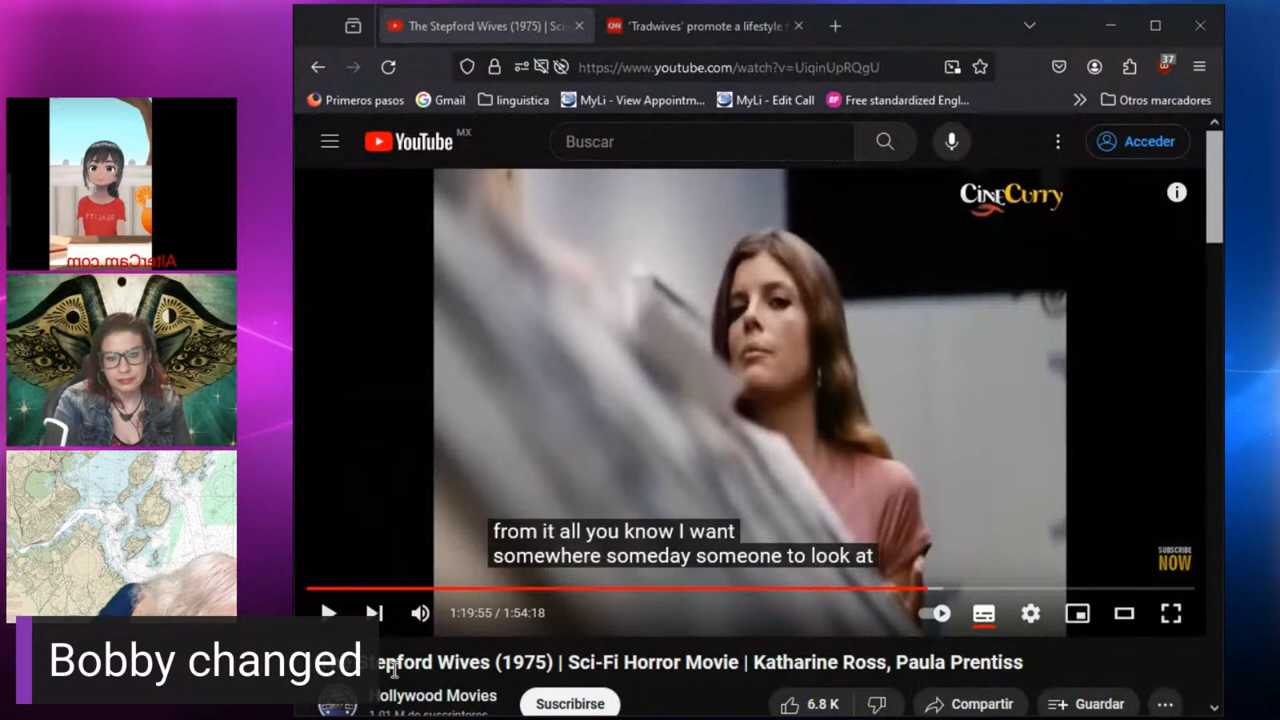 The Stepford Wives (1975) | Sci-
'Tradwives' promote a lifestyle
https://www.youtube.com/watch?v=UiqinUpRQgU
37
Primeros pasos
Gmail
linguistica
MyLi - View Appointm...
MyLi - Edit Call
Free standardized Engl...
Otros marcadores
YouTube MX
Buscar
Acceder
CINECURRY
AlterCam.com
from it all you know I want
somewhere someday someone to look at
SUBSCRIBE
NOW
1:19:55 / 1:54:18
Bobby changed
Stepford Wives (1975) | Sci-Fi Horror Movie | Katharine Ross, Paula Prentiss
Hollywood Movies
Suscribirse
6.8 K
Compartir
Guardar